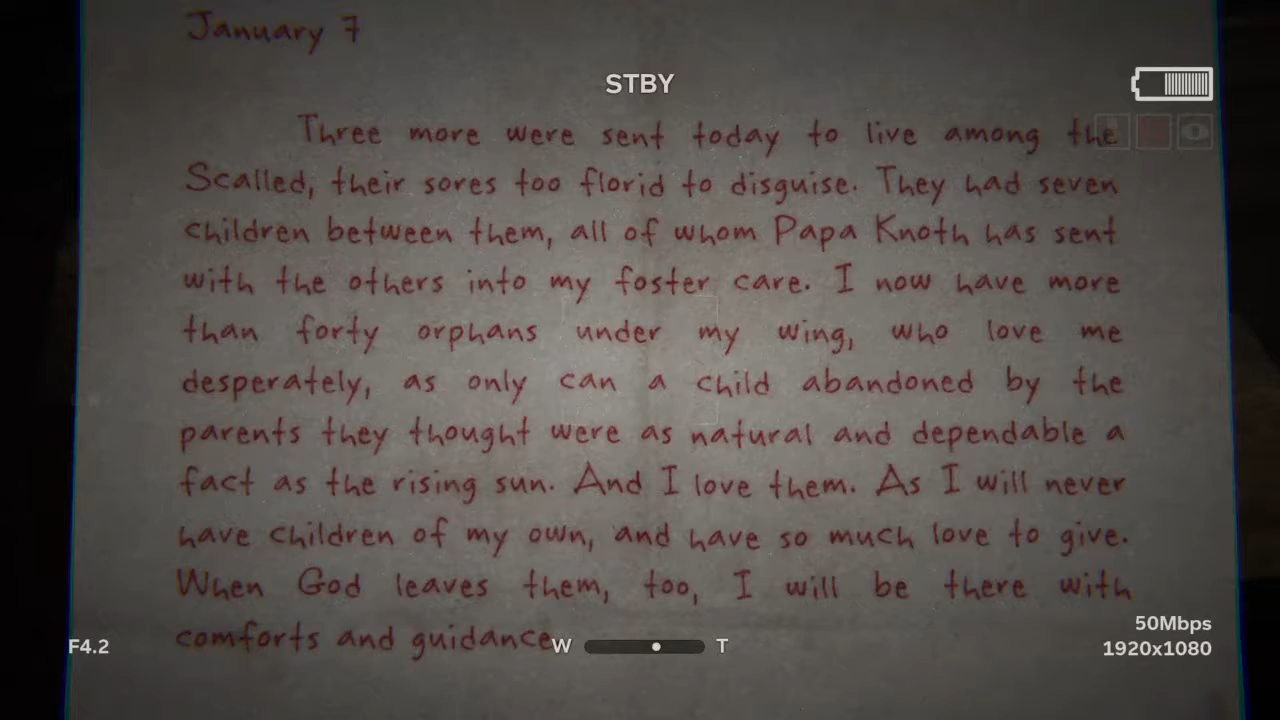 January 7
STBY
Three more were sent today to live among the
Scalled, their sores too florid to disguise. They had seven
children between them, all of whom Papa Knoth has sent
with the others into my foster care. I now have more
than forty orphans under my wing, who love me
desperately, as only can a child abandoned by the
parents they thought were as natural and dependable a
fact as the rising sun. And I love them. As I will never
have children of my own, and have so much love to give.
When God leaves them, too, I will be there with
comforts and guidance
F4.2
W
T
50Mbps
1920x1080